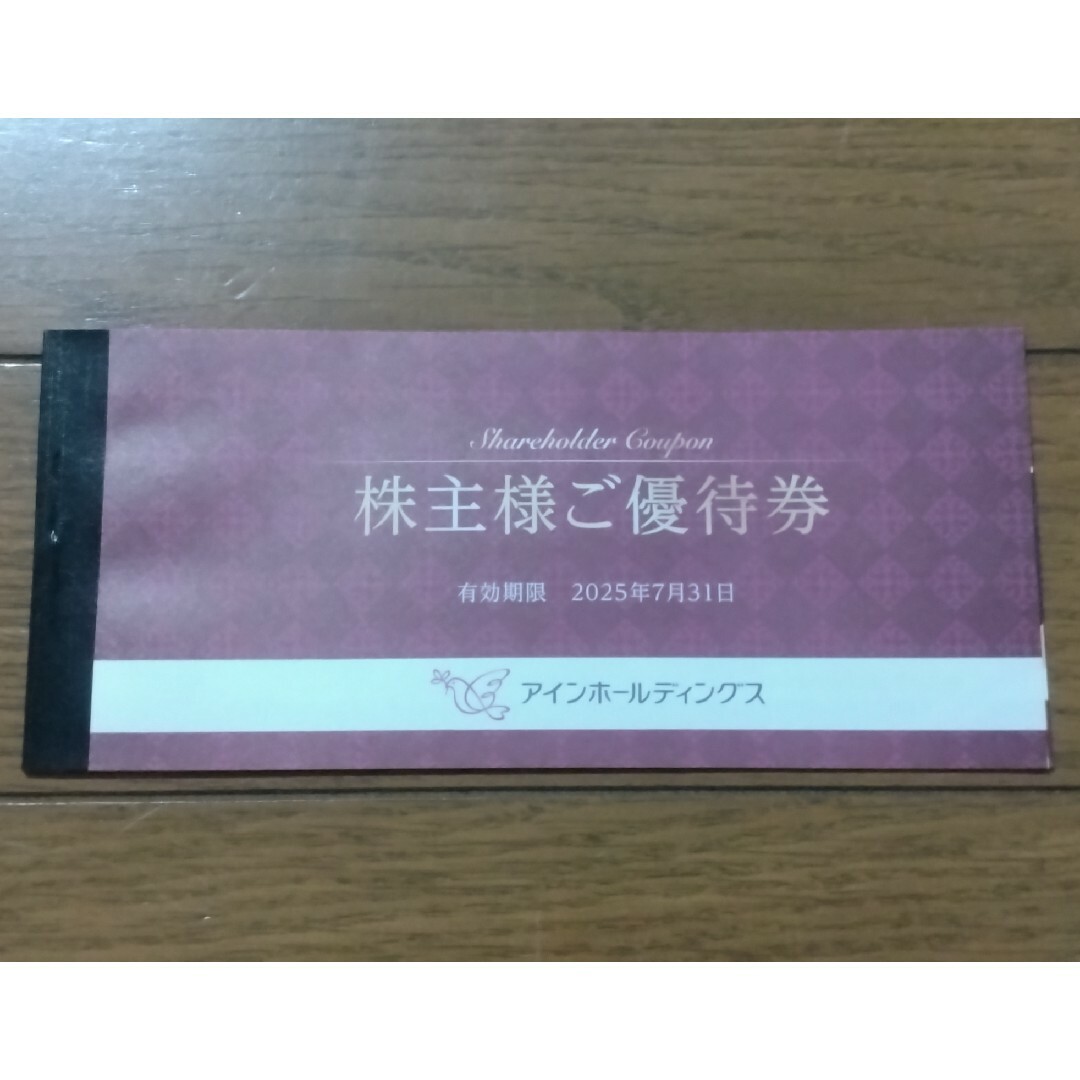 Shareholder Coupon
株主様ご優待券
有効期限 2025年7月31日
アインホールディングス